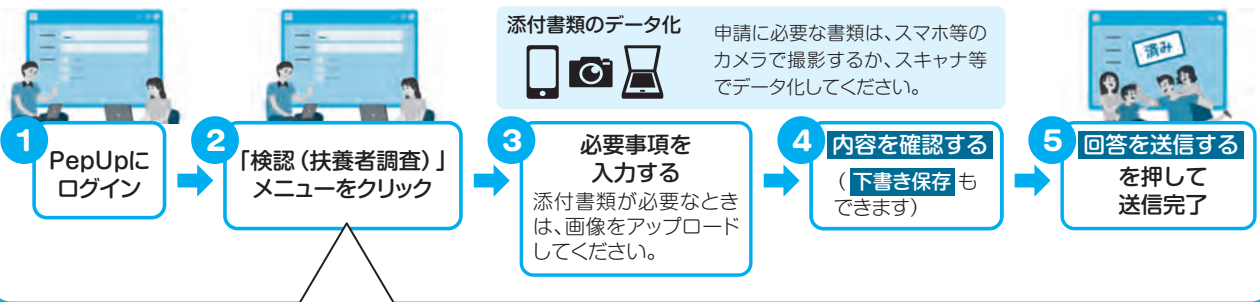 添付書類のデータ化
申請に必要な書類は、スマホ等の
カメラで撮影するか、スキャナ等
でデータ化してください。
済み
1
PepUpに
ログイン
2
「検認(扶養者調査)」
メニューをクリック
3
必要事項を
入力する
添付書類が必要なとき
は、画像をアップロード
してください。
4
内容を確認する
(下書き保存も
できます)
5
回答を送信する
を押して
送信完了